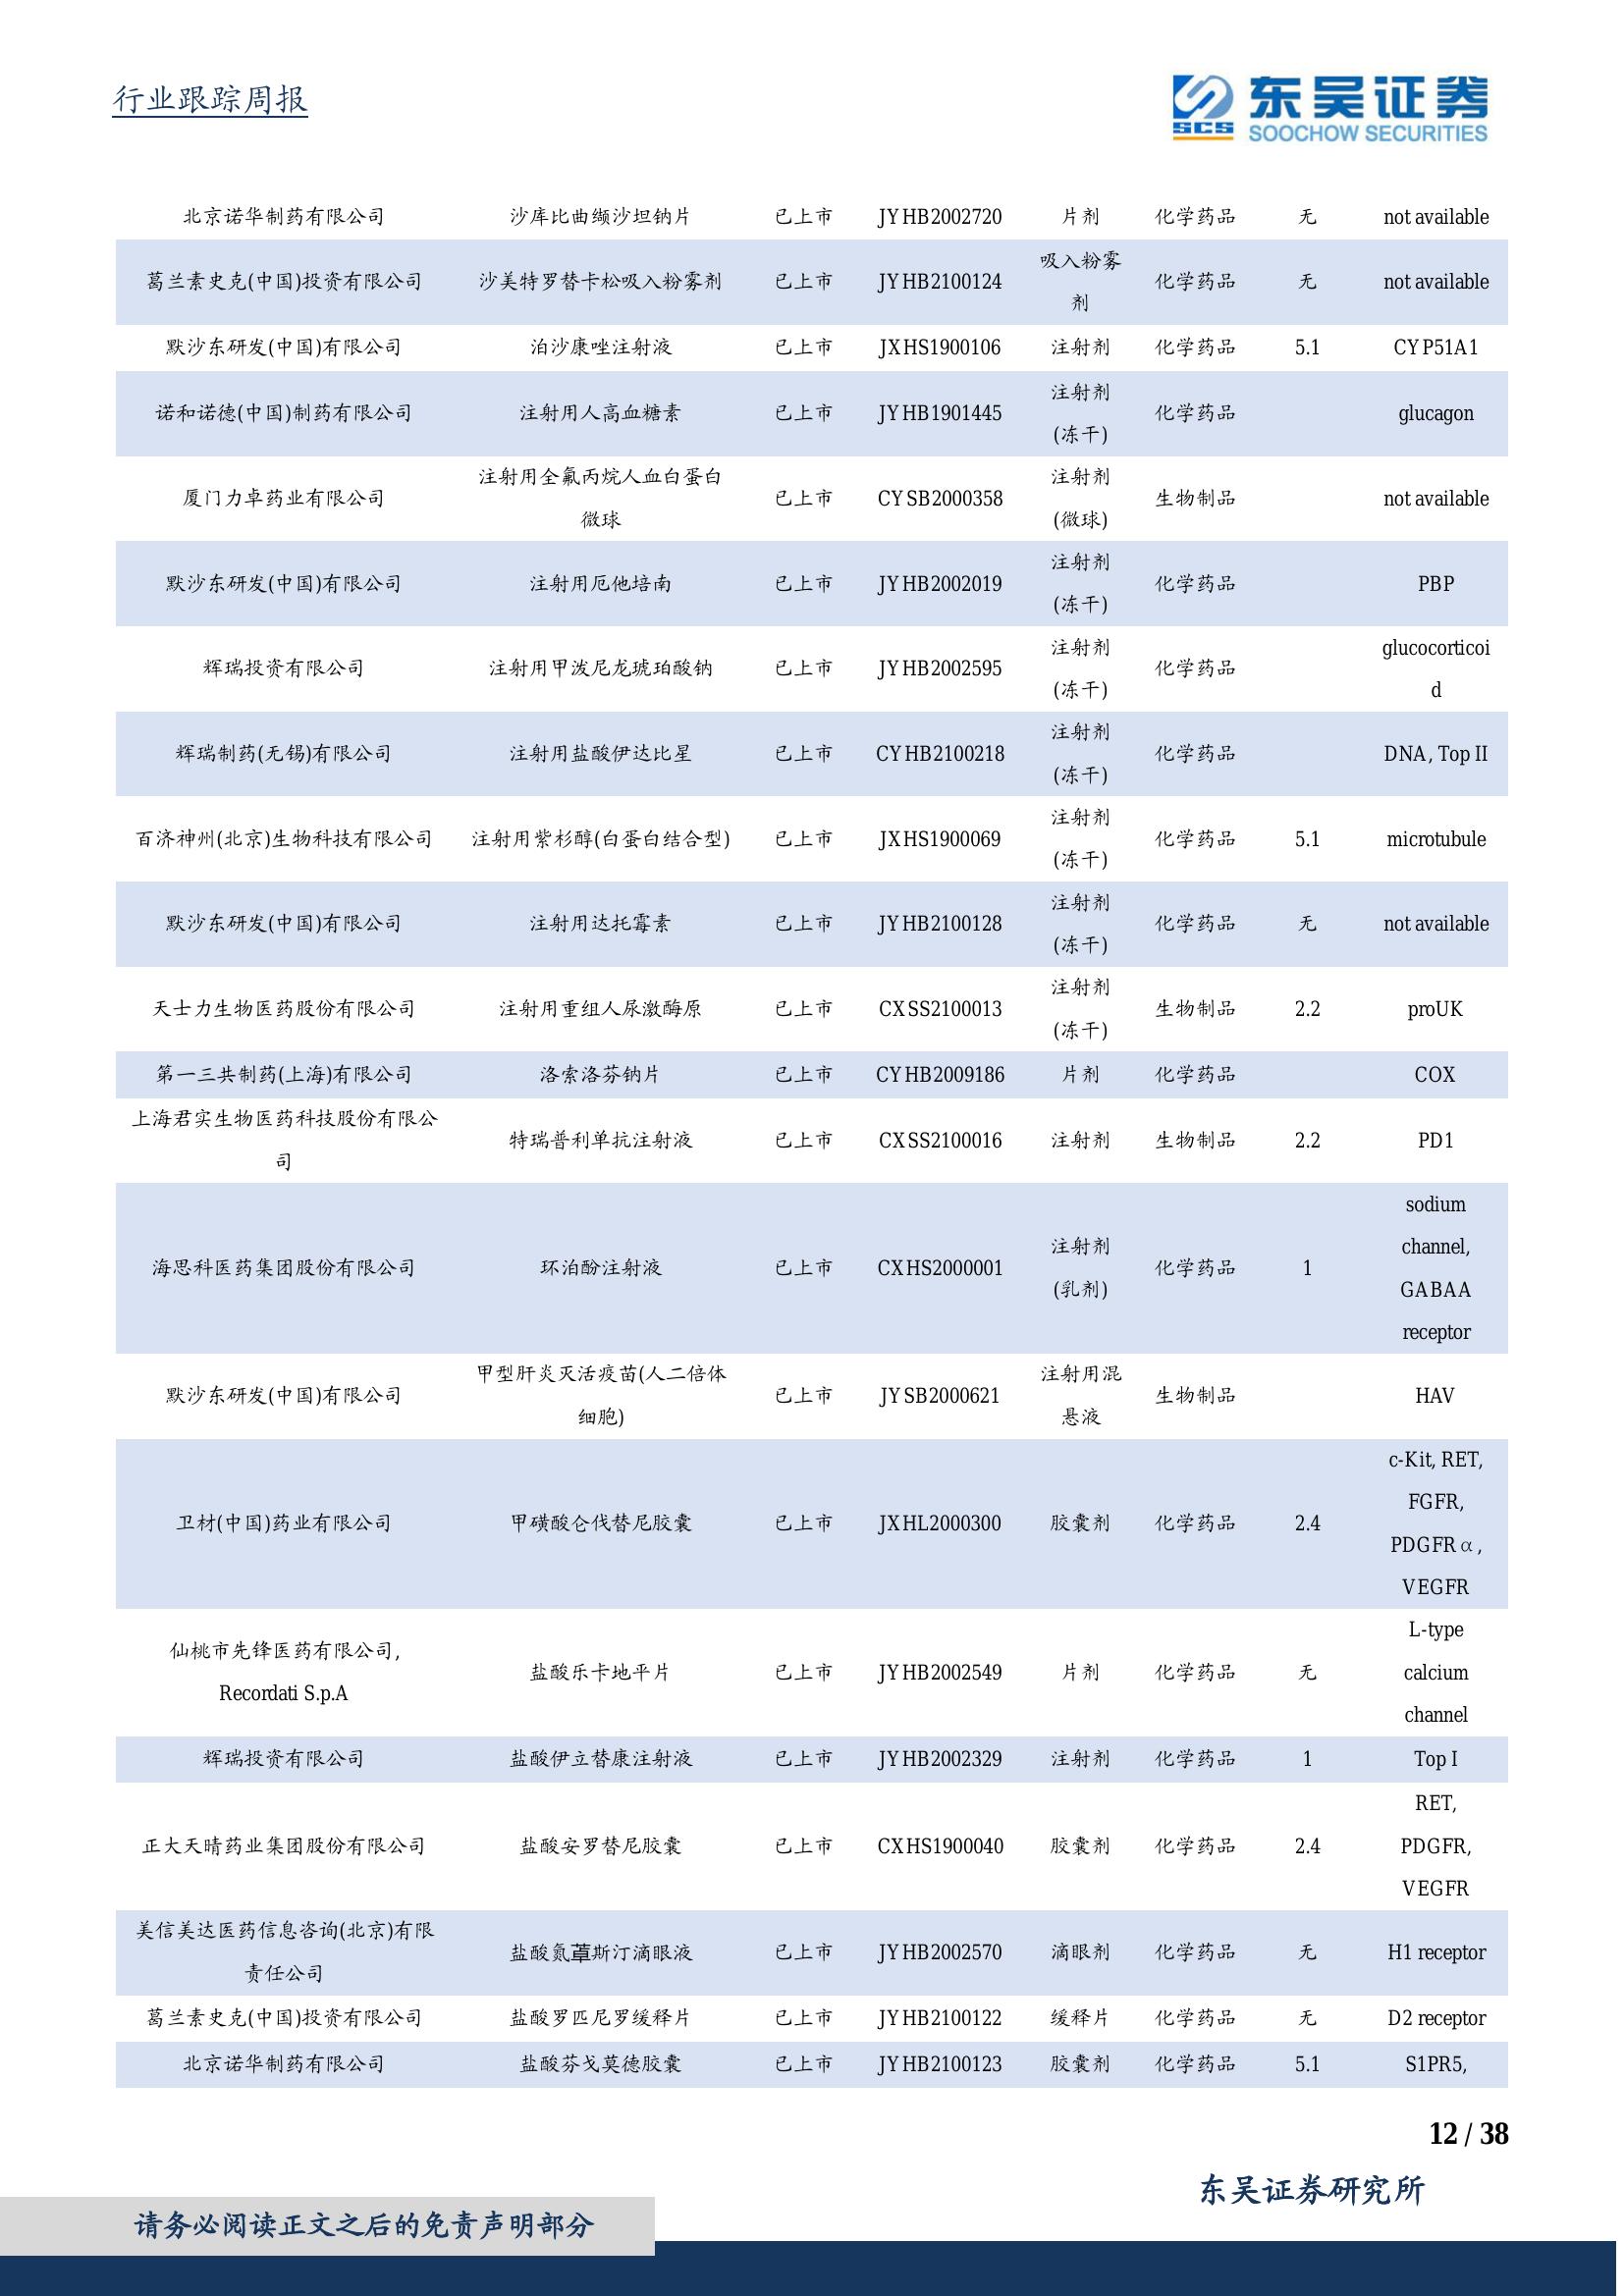 行业跟踪周报
SCS 东吴证券
SOOCHOW SECURITIES
北京诺华制药有限公司 沙库比曲缬沙坦钠片 已上市 JYHB2002720 片剂 化学药品 无 not available
葛兰素史克(中国)投资有限公司 沙美特罗替卡松吸入粉雾剂 已上市 JYHB2100124 吸入粉雾 化学药品 无 not available
剂
默沙东研发(中国)有限公司 泊沙康唑注射液 已上市 JXHS1900106 注射剂 化学药品 5.1 CYP51A1
诺和诺德(中国)制药有限公司 注射用人高血糖素 已上市 JYHB1901445 注射剂 化学药品 glucagon
(冻干)
厦门力卓药业有限公司 注射用全氟丙烷人血白蛋白 已上市 CYSB2000358 注射剂 生物制品 not available
微球 (微球)
默沙东研发(中国)有限公司 注射用厄他培南 已上市 JYHB2002019 注射剂 化学药品 PBP
(冻干)
辉瑞投资有限公司 注射用甲泼尼龙琥珀酸钠 已上市 JYHB2002595 注射剂 化学药品 glucocorticoi
(冻干) d
辉瑞制药(无锡)有限公司 注射用盐酸伊达比星 已上市 CYHB2100218 注射剂 化学药品 DNA, Top II
(冻干)
百济神州(北京)生物科技有限公司 注射用紫杉醇(白蛋白结合型) 已上市 JXHS1900069 注射剂 化学药品 5.1 microtubule
(冻干)
默沙东研发(中国)有限公司 注射用达托霉素 已上市 JYHB2100128 注射剂 化学药品 无 not available
(冻干)
天士力生物医药股份有限公司 注射用重组人尿激酶原 已上市 CXSS2100013 注射剂 生物制品 2.2 proUK
(冻干)
第一三共制药(上海)有限公司 洛索洛芬钠片 已上市 CYHB2009186 片剂 化学药品 COX
上海君实生物医药科技股份有限公 特瑞普利单抗注射液 已上市 CXSS2100016 注射剂 生物制品 2.2 PD1
司
海思科医药集团股份有限公司 环泊酚注射液 已上市 CXHS2000001 注射剂 化学药品 1 sodium
(乳剂) channel,
GABAA
receptor
默沙东研发(中国)有限公司 甲型肝炎灭活疫苗(人二倍体 已上市 JYSB2000621 注射用混 生物制品 HAV
细胞) 悬液
卫材(中国)药业有限公司 甲磺酸仑伐替尼胶囊 已上市 JXHL2000300 胶囊剂 化学药品 2.4 c-Kit, RET,
FGFR,
PDGFRα,
VEGFR
仙桃市先锋医药有限公司, 盐酸乐卡地平片 已上市 JYHB2002549 片剂 化学药品 无 L-type
Recordati S.p.A calcium
channel
辉瑞投资有限公司 盐酸伊立替康注射液 已上市 JYHB2002329 注射剂 化学药品 1 Top I
正大天晴药业集团股份有限公司 盐酸安罗替尼胶囊 已上市 CXHS1900040 胶囊剂 化学药品 2.4 RET,
PDGFR,
VEGFR
美信美达医药信息咨询(北京)有限 盐酸氮䓬斯汀滴眼液 已上市 JYHB2002570 滴眼剂 化学药品 无 H1 receptor
责任公司
葛兰素史克(中国)投资有限公司 盐酸罗匹尼罗缓释片 已上市 JYHB2100122 缓释片 化学药品 无 D2 receptor
北京诺华制药有限公司 盐酸芬戈莫德胶囊 已上市 JYHB2100123 胶囊剂 化学药品 5.1 S1PR5,
12 / 38
东吴证券研究所
请务必阅读正文之后的免责声明部分